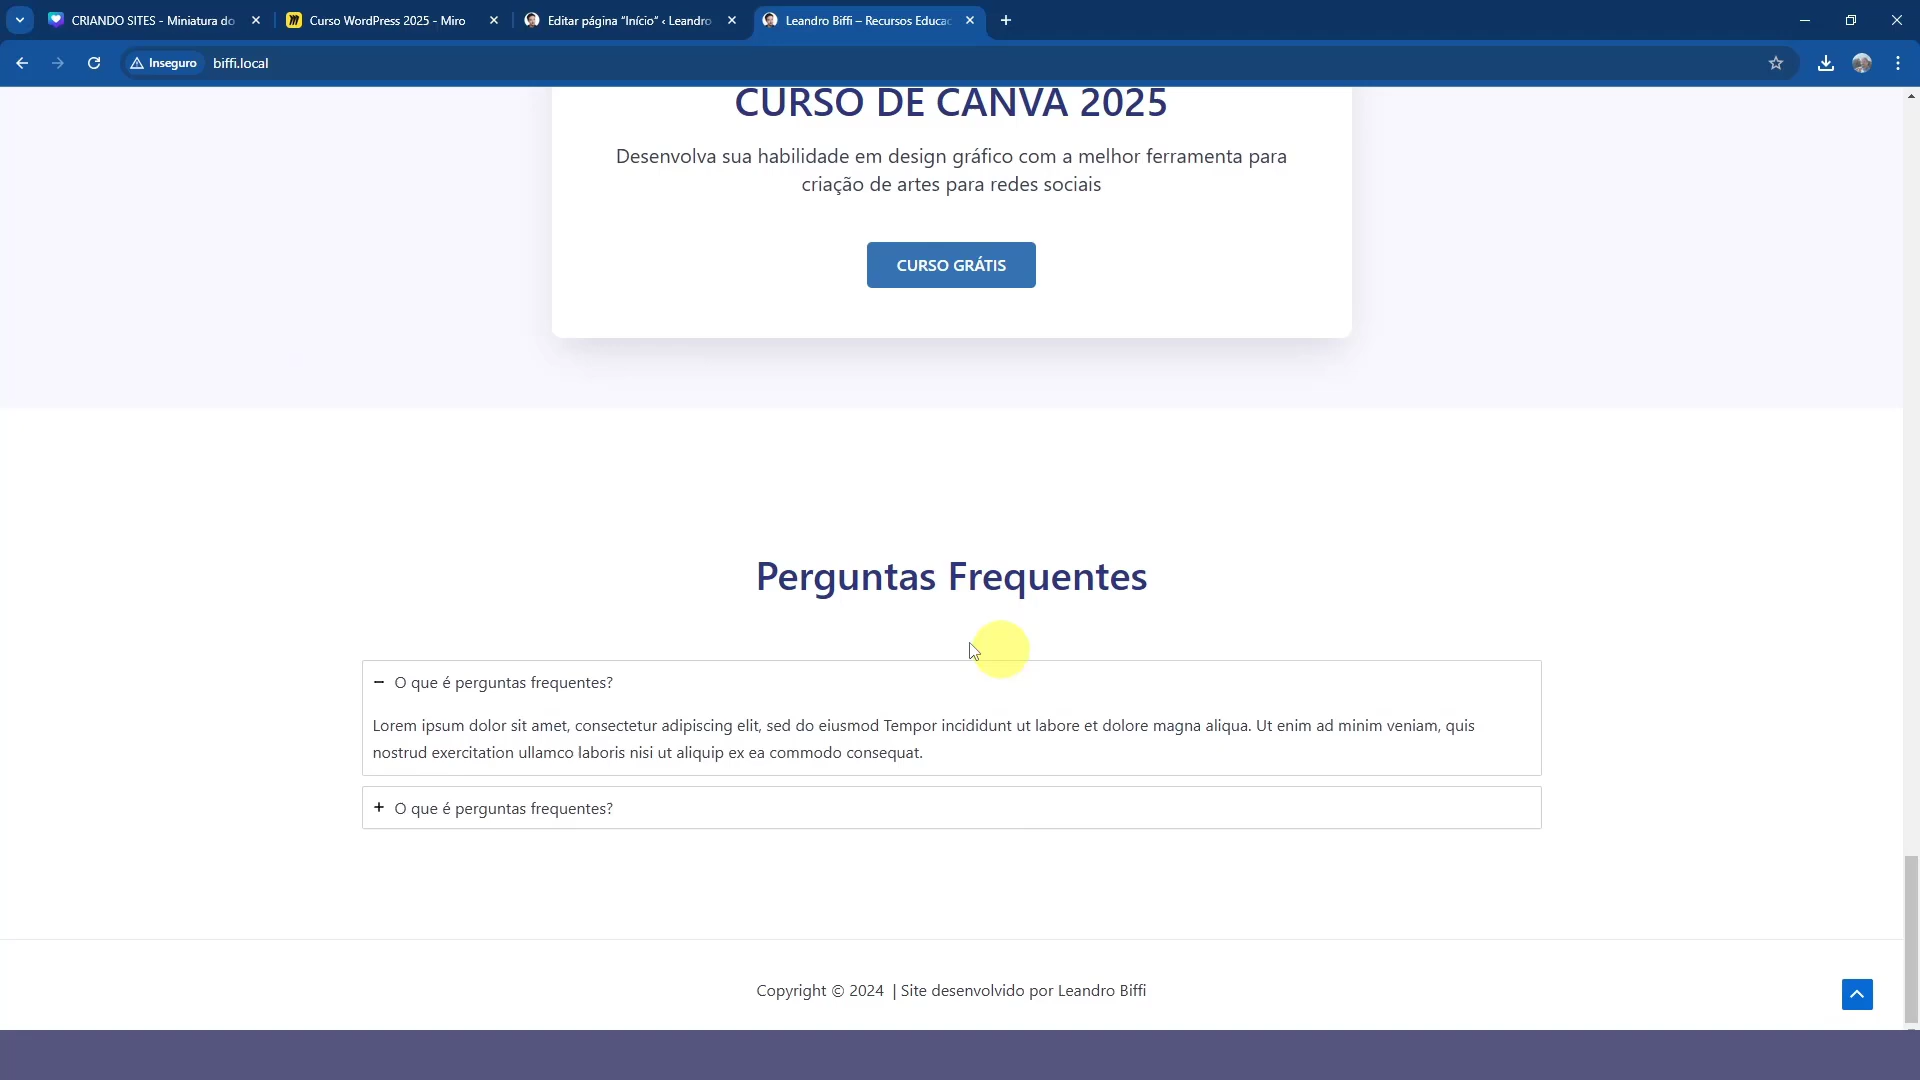 CRIANDO SITES - Miniatura do
Curso WordPress 2025 - Miro
Editar página “Início” ‹ Leandro
Leandro Biffi – Recursos Educac
Inseguro
biffi.local
CURSO DE CANVA 2025
Desenvolva sua habilidade em design gráfico com a melhor ferramenta para
criação de artes para redes sociais
CURSO GRÁTIS
Perguntas Frequentes
O que é perguntas frequentes?
Lorem ipsum dolor sit amet, consectetur adipiscing elit, sed do eiusmod Tempor incididunt ut labore et dolore magna aliqua. Ut enim ad minim veniam, quis
nostrud exercitation ullamco laboris nisi ut aliquip ex ea commodo consequat.
O que é perguntas frequentes?
Copyright © 2024 | Site desenvolvido por Leandro Biffi